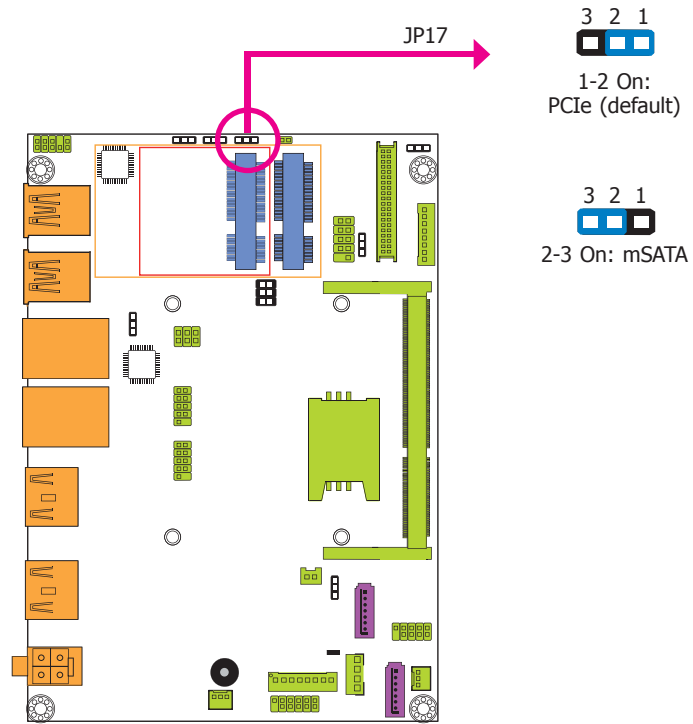 JP17
3 2 1
1-2 On:
PCIe (default)
3 2 1
2-3 On: mSATA